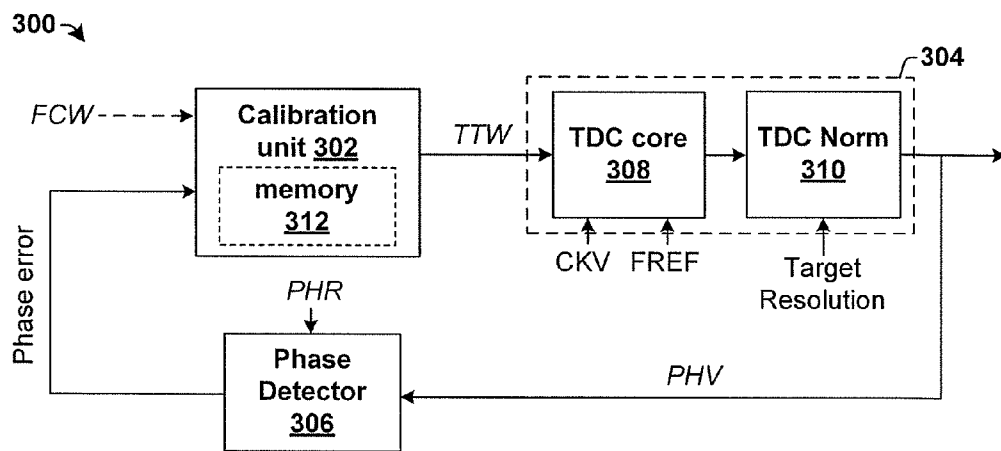 300
304
FCW
Calibration
unit 302
memory
312
TTW
TDC core
308
TDC Norm
310
CKV
FREF
Target
Resolution
Phase error
PHR
Phase
Detector
306
PHV